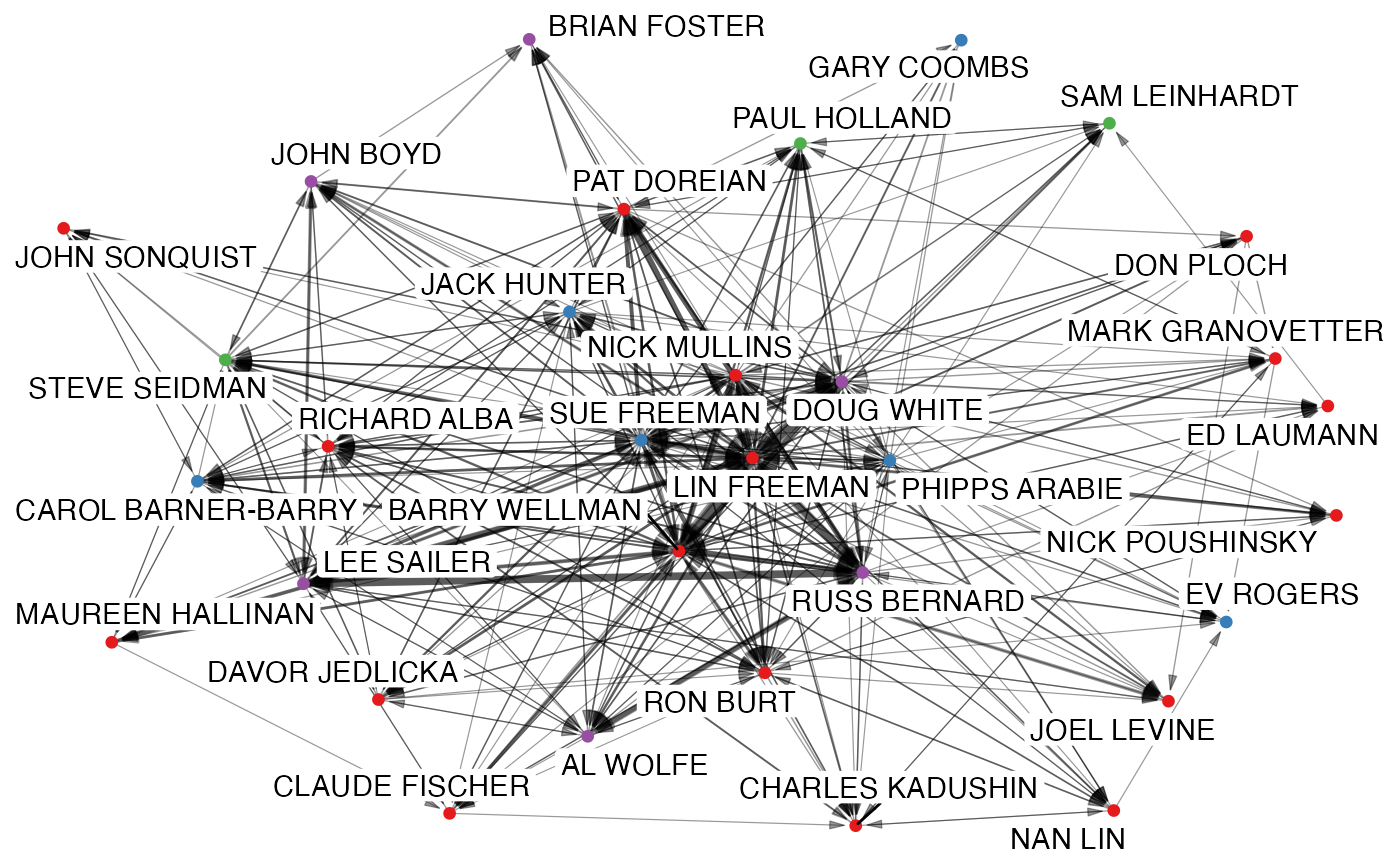 BRIAN FOSTER
GARY COOMBS
SAM LEINHARDT
PAUL HOLLAND
JOHN BOYD
PAT DOREIAN
JOHN SONQUIST
DON PLOCH
JACK HUNTER
MARK GRANOVETTER
NICK MULLINS
STEVE SEIDMAN
RICHARD ALBA
SUE FREEMAN
DOUG WHITE
ED LAUMANN
LIN FREEMAN
PHIPPS ARABIE
CAROL BARNER-BARRY
BARRY WELLMAN
NICK POUSHINSKY
LEE SAILER
EV ROGERS
RUSS BERNARD
MAUREEN HALLINAN
DAVOR JEDLICKA
RON BURT
JOEL LEVINE
AL WOLFE
CLAUDE FISCHER
CHARLES KADUSHIN
NAN LIN